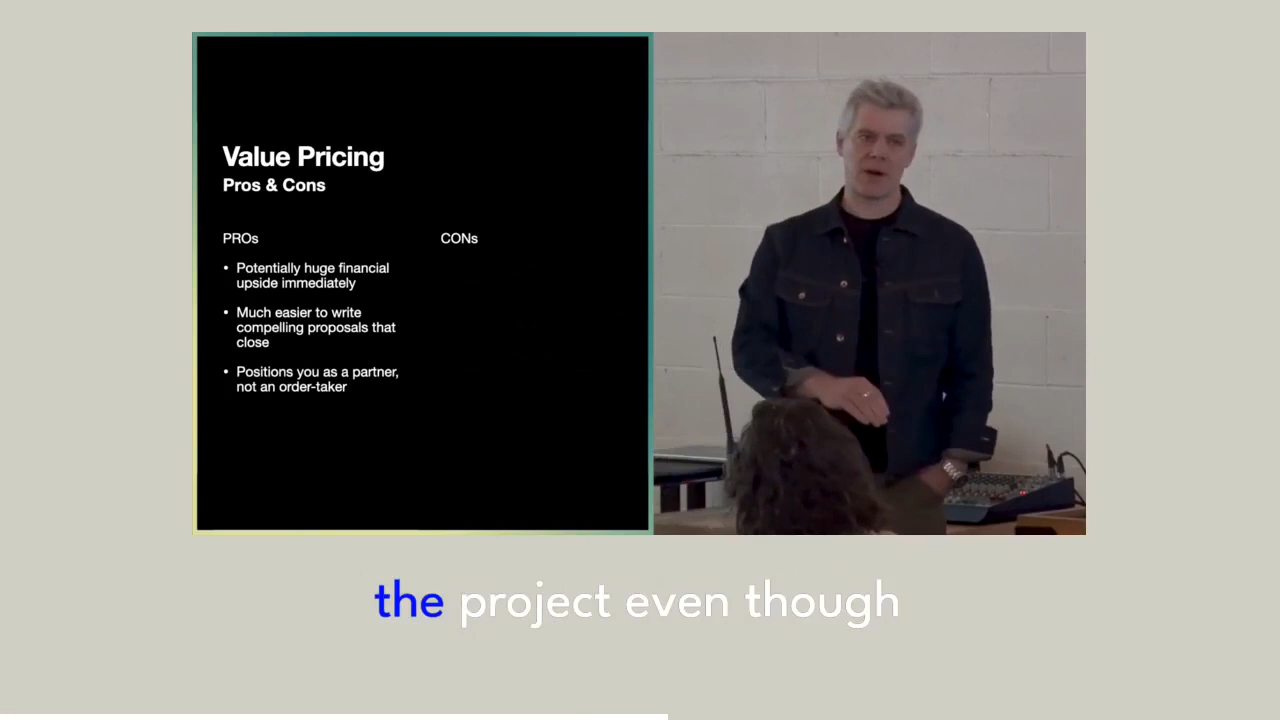 Value Pricing
Pros & Cons
PROs
• Potentially huge financial
upside immediately
• Much easier to write
compelling proposals that
close
• Positions you as a partner,
not an order-taker
CONs
the project even though